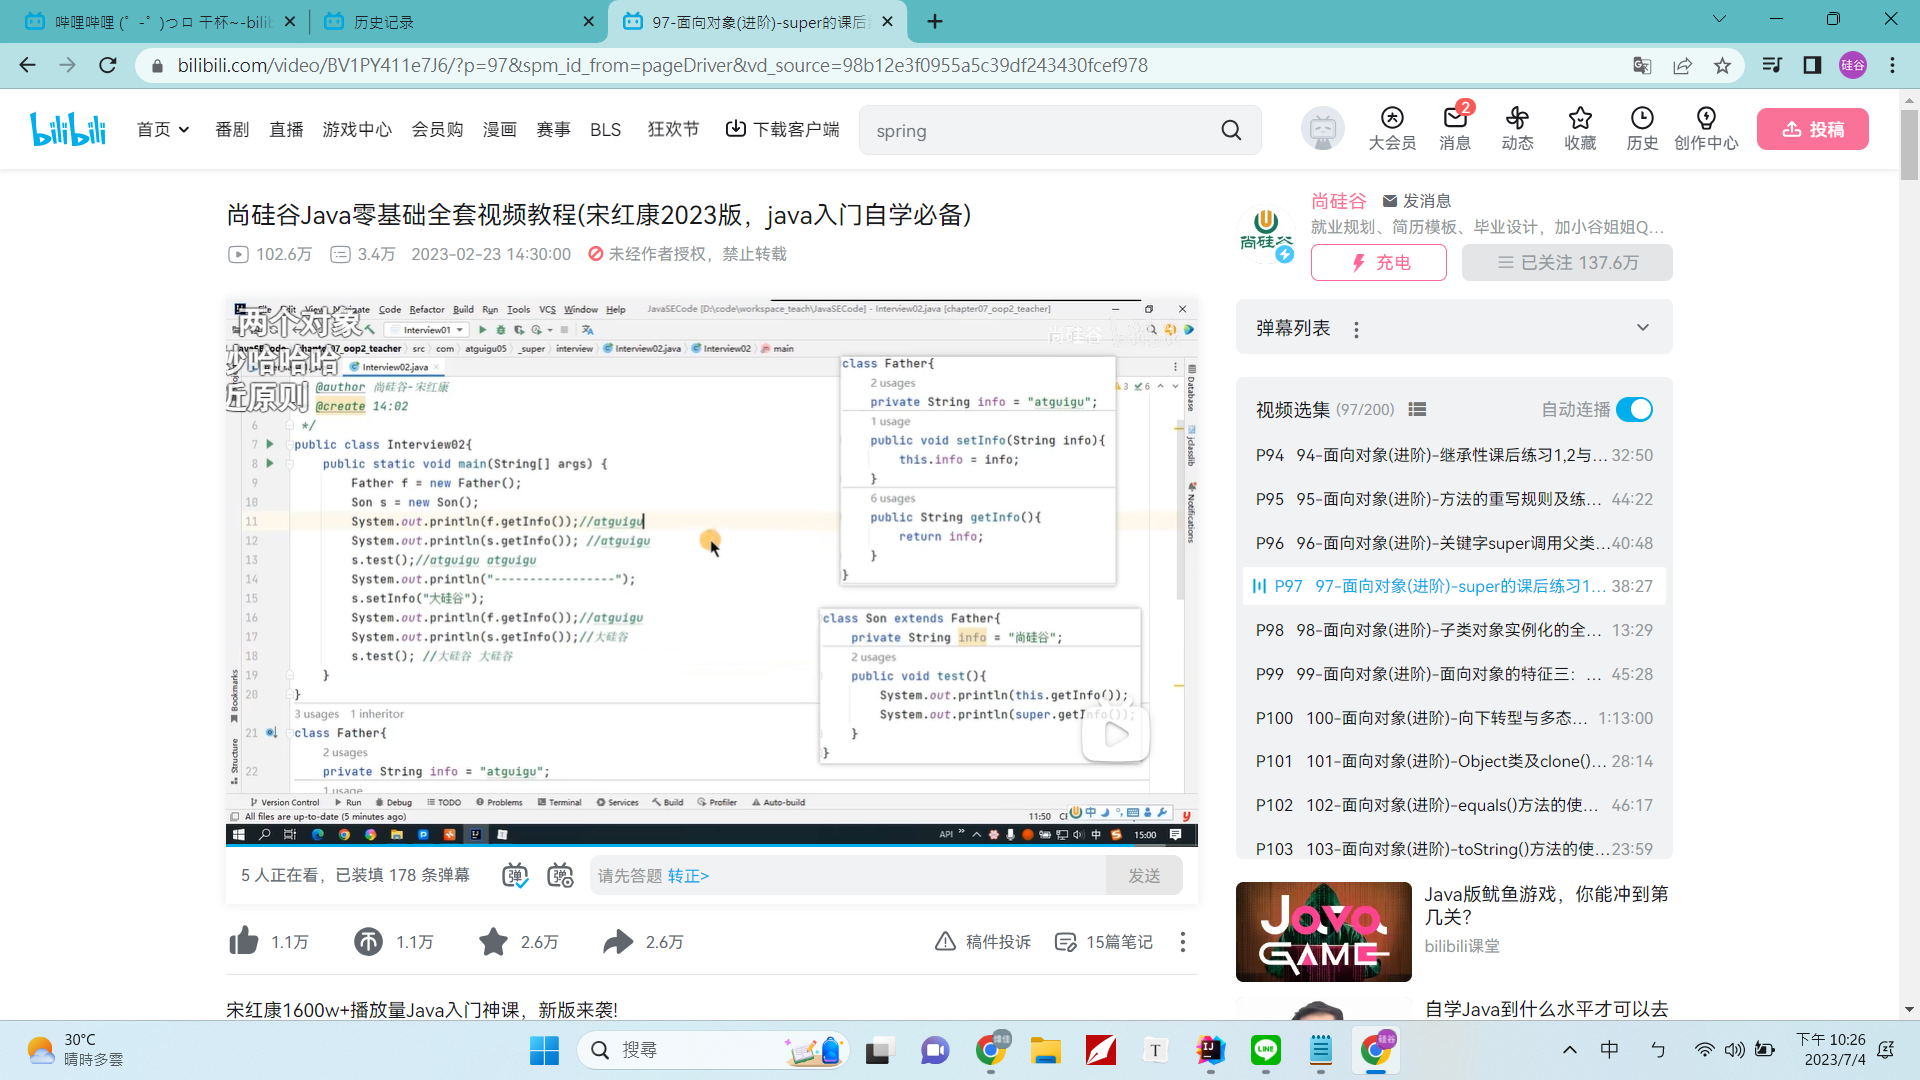 哔哩哔哩 (゜-゜)つロ 干杯~-bilib
历史记录
97-面向对象(进阶)-super的课后
bilibili.com/video/BV1PY411e7J6/?p=97&spm_id_from=pageDriver&vd_source=98b12e3f0955a5c39df243430fcef978
硅谷
bilibili
首页 番剧 直播 游戏中心 会员购 漫画 赛事 BLS 狂欢节 下载客户端
spring
大会员 消息 2 动态 收藏 历史 创作中心 投稿
尚硅谷Java零基础全套视频教程(宋红康2023版，java入门自学必备)
102.6万 3.4万 2023-02-23 14:30:00 未经作者授权，禁止转载
尚硅谷 发消息
就业规划、简历模板、毕业设计，加小谷姐姐Q...
尚硅谷
充电 已关注 137.6万
弹幕列表
视频选集 (97/200) 自动连播
P94 94-面向对象(进阶)-继承性课后练习1,2与... 32:50
P95 95-面向对象(进阶)-方法的重写规则及练... 44:22
P96 96-面向对象(进阶)-关键字super调用父类... 40:48
P97 97-面向对象(进阶)-super的课后练习1... 38:27
P98 98-面向对象(进阶)-子类对象实例化的全... 13:29
P99 99-面向对象(进阶)-面向对象的特征三：... 45:28
P100 100-面向对象(进阶)-向下转型与多态... 1:13:00
P101 101-面向对象(进阶)-Object类及clone()... 28:14
P102 102-面向对象(进阶)-equals()方法的使... 46:17
P103 103-面向对象(进阶)-toString()方法的使... 23:59
Code Refactor Build Run Tools VCS Window Help JavaSECode [D:\code\workspace_teach\JavaSECode] - Interview02.java [chapter07_oop2_teacher]
两个对象
Interview01
尚硅谷
_oop2_teacher src com atguigu05 _super interview Interview02.java Interview02 main
哈哈哈
Interview02.java
近原则
@author 尚硅谷-宋红康
@create 14:02
6 */
7 public class Interview02{
8 public static void main(String[] args) {
9 Father f = new Father();
10 Son s = new Son();
11 System.out.println(f.getInfo());//atguigu
12 System.out.println(s.getInfo()); //atguigu
13 s.test();//atguigu atguigu
14 System.out.println("-----------------");
15 s.setInfo("大硅谷");
16 System.out.println(f.getInfo());//atguigu
17 System.out.println(s.getInfo());//大硅谷
18 s.test(); //大硅谷 大硅谷
19 }
20 }
3 usages 1 inheritor
21 class Father{
2 usages
22 private String info = "atguigu";
1 usage
class Father{
2 usages
private String info = "atguigu";
1 usage
public void setInfo(String info){
this.info = info;
}
6 usages
public String getInfo(){
return info;
}
}
class Son extends Father{
private String info = "尚硅谷";
2 usages
public void test(){
System.out.println(this.getInfo());
System.out.println(super.getInfo());
}
}
3 6
Database
jclasslib
Notifications
Bookmarks
Structure
Version Control Run Debug TODO Problems Terminal Services Build Profiler Auto-build
All files are up-to-date (5 minutes ago) 11:50 中
API 中 15:00
5 人正在看，已装填 178 条弹幕 弹 弹 请先答题 转正> 发送
1.1万 1.1万 2.6万 2.6万 稿件投诉 15篇笔记
宋红康1600w+播放量Java入门神课，新版来袭!
Java GAME
Java版鱿鱼游戏，你能冲到第
几关？
bilibili课堂
自学Java到什么水平才可以去
30°C
晴時多雲
搜尋
T
LINE
硅谷
中 ㄅ
下午 10:26
2023/7/4